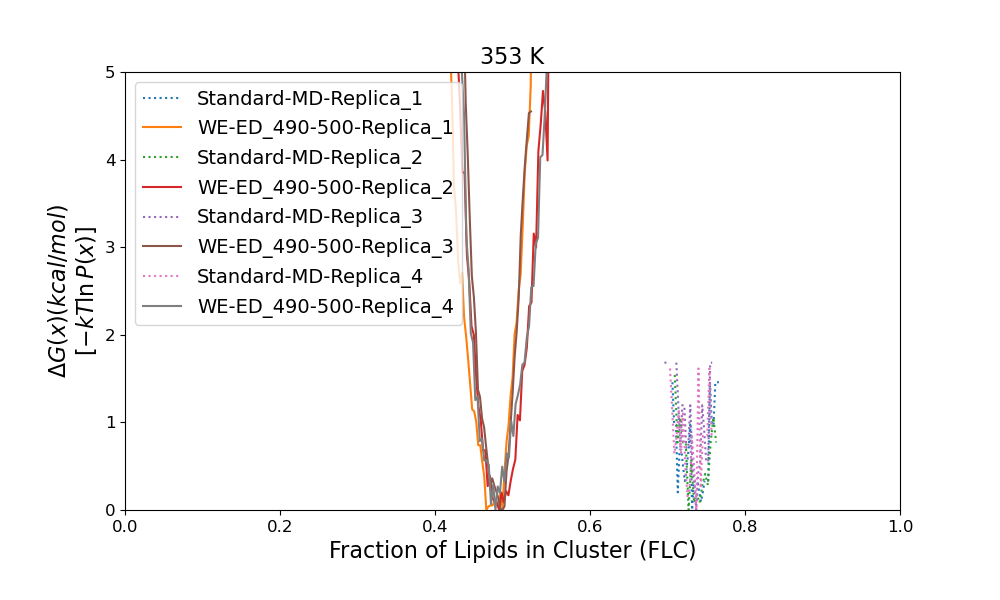 353 K
5
4
3
2
1
0
ΔG(x)(kcal/mol)
[−kTln P(x)]
Standard-MD-Replica_1
WE-ED_490-500-Replica_1
Standard-MD-Replica_2
WE-ED_490-500-Replica_2
Standard-MD-Replica_3
WE-ED_490-500-Replica_3
Standard-MD-Replica_4
WE-ED_490-500-Replica_4
0.0 0.2 0.4 0.6 0.8 1.0
Fraction of Lipids in Cluster (FLC)